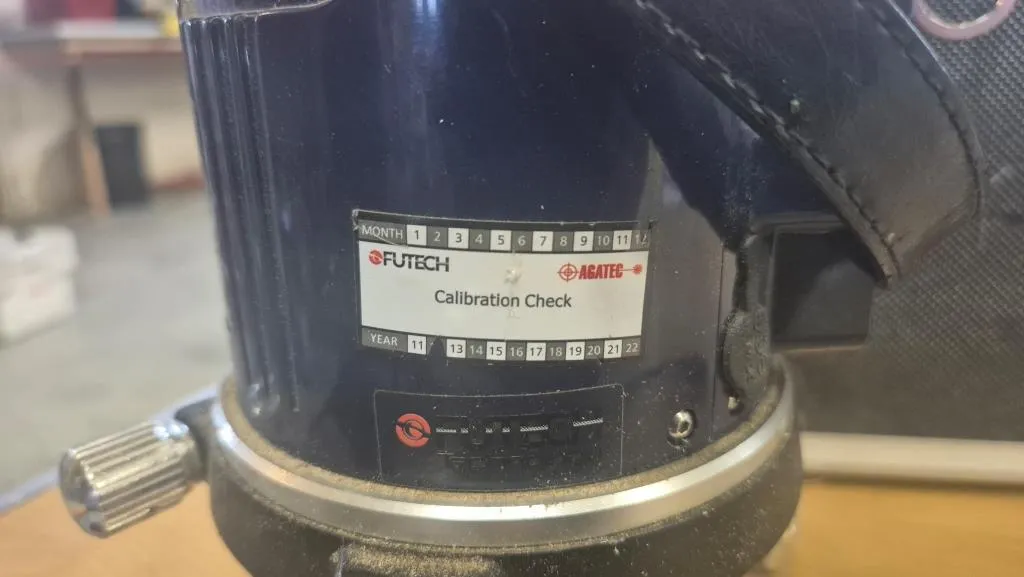 MONTH 1 2 3 4 5 6 7 8 9 10 11 12
FUTECH AGATEC
Calibration Check
YEAR 11 13 14 15 16 17 18 19 20 21 22
FUTECH